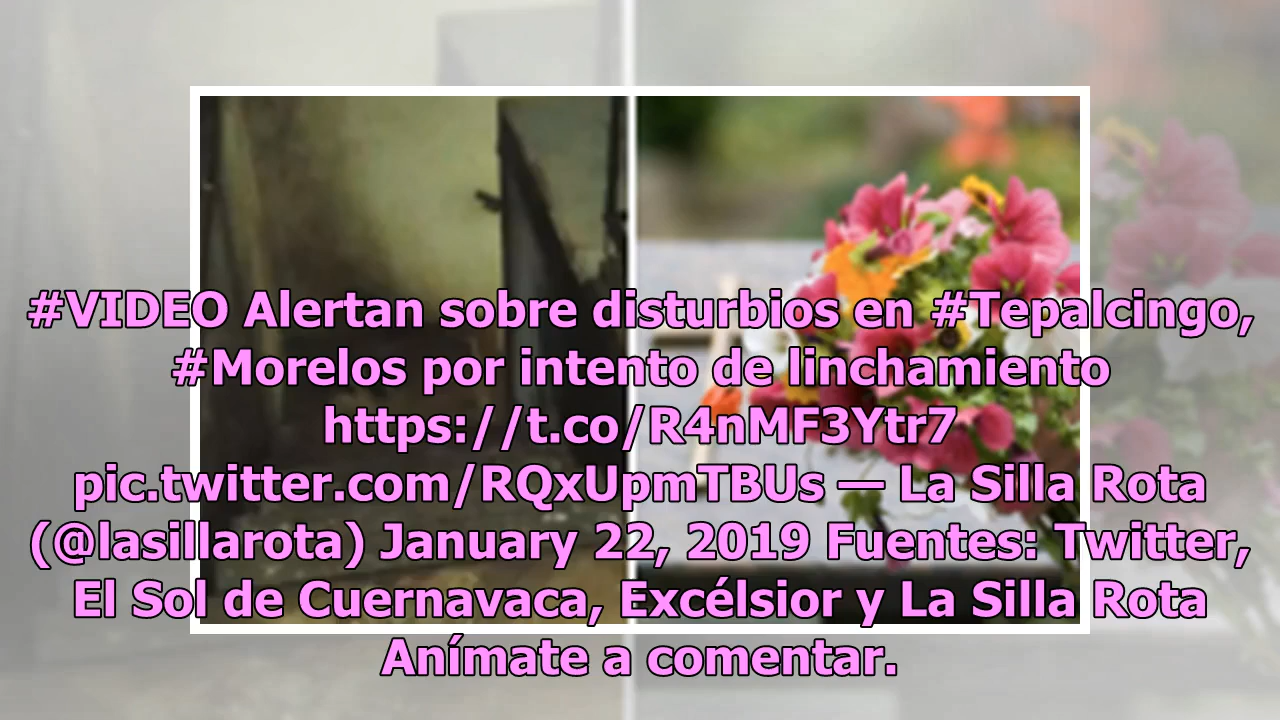 #VIDEO Alertan sobre disturbios en #Tepalcingo,
#Morelos por intento de linchamiento
https://t.co/R4nMF3Ytr7
pic.twitter.com/RQxUpmTBUs — La Silla Rota
(@lasillarota) January 22, 2019 Fuentes: Twitter,
El Sol de Cuernavaca, Excélsior y La Silla Rota
Anímate a comentar.